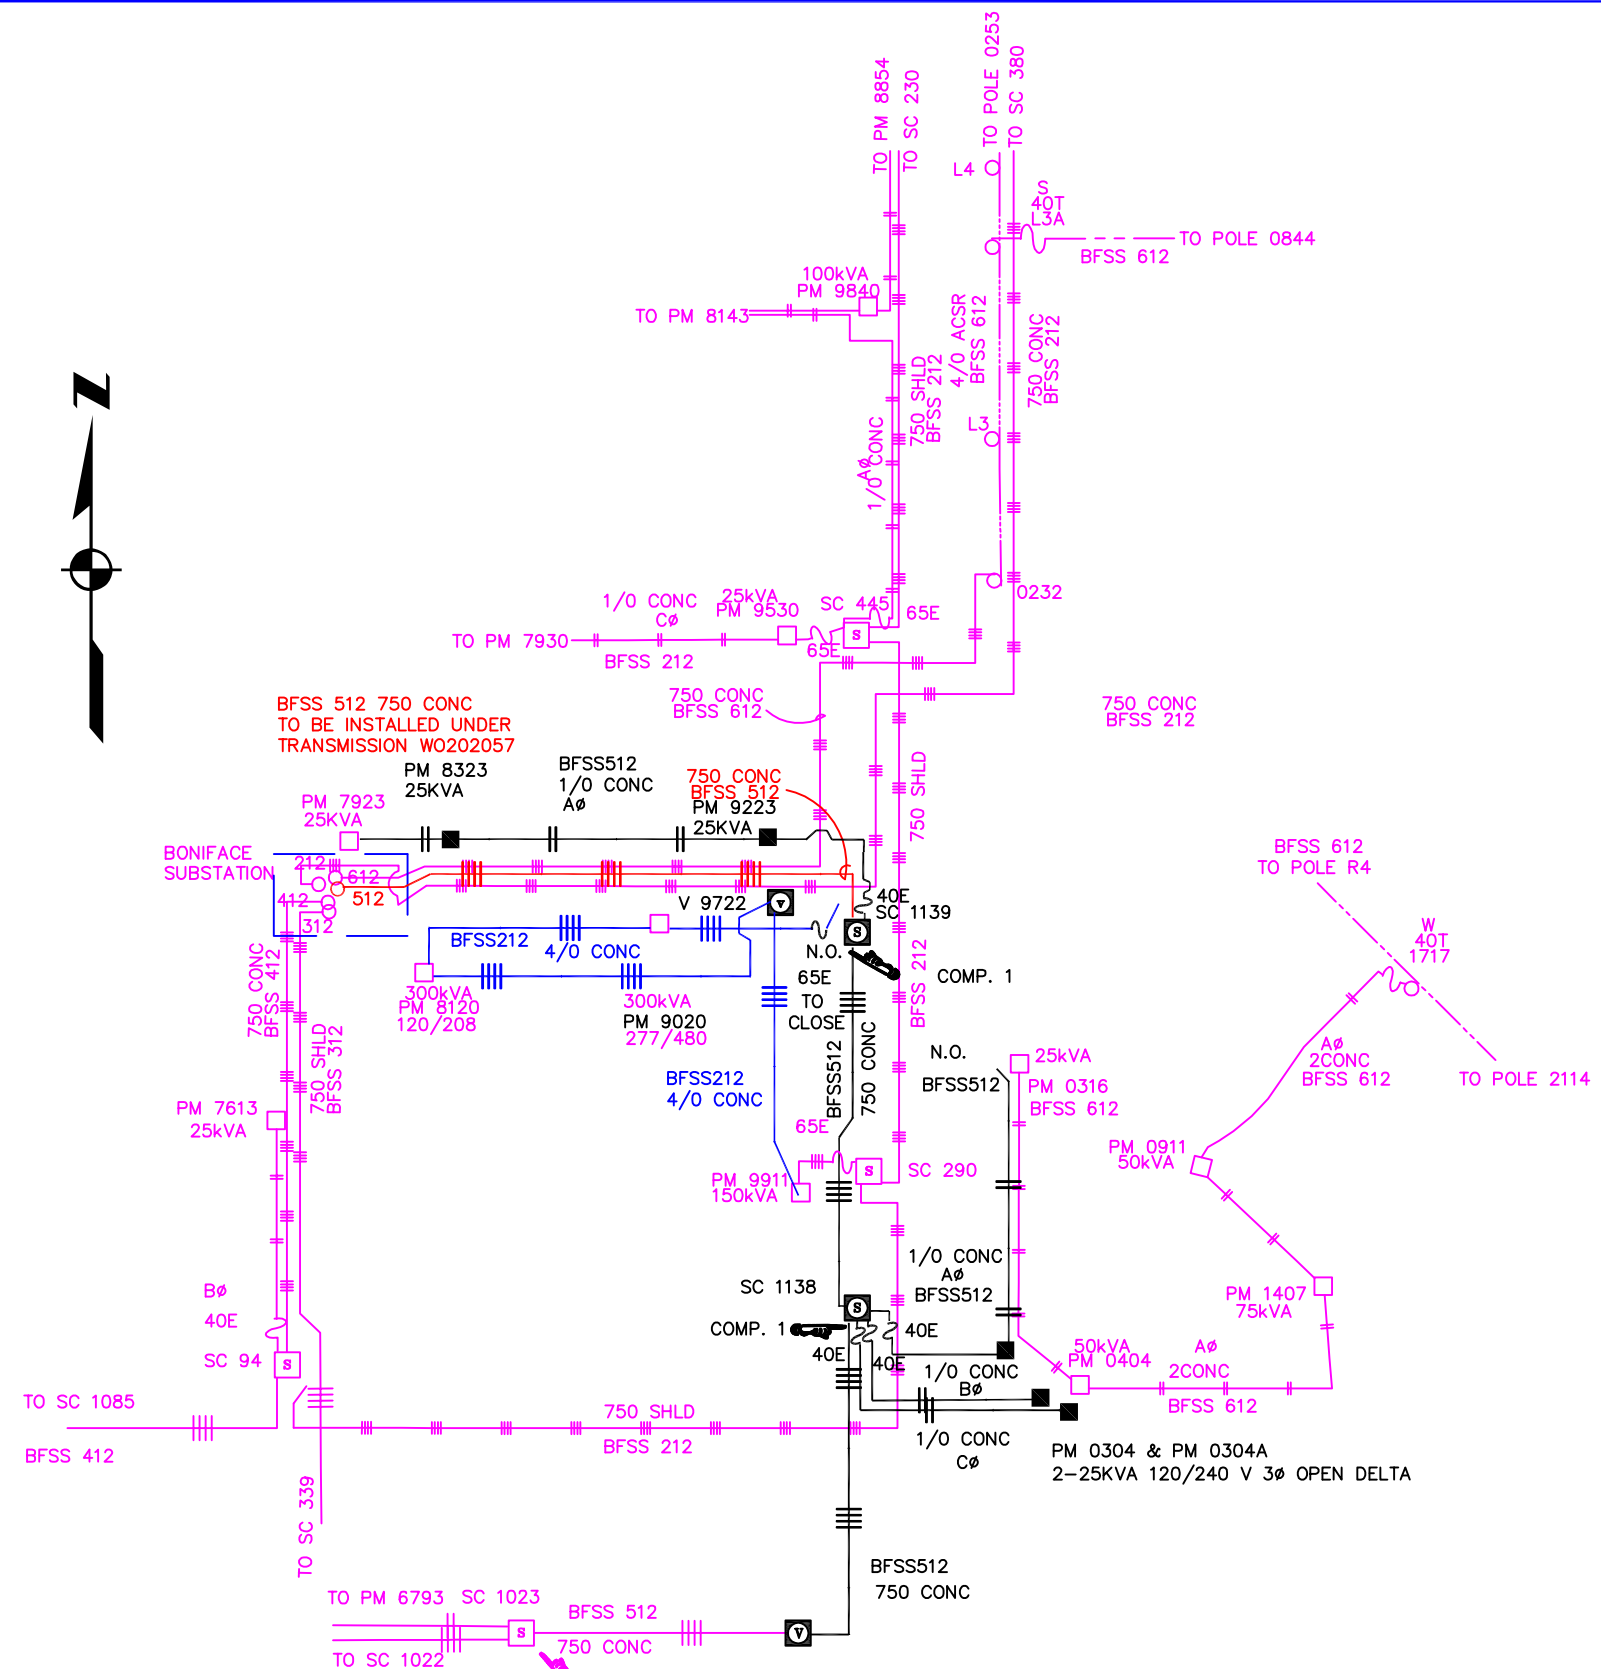 TO PM 8854
TO SC 230
TO POLE 0253
TO SC 380
L4
S
40T
L3A
TO POLE 0844
BFSS 612
100kVA
PM 9840
TO PM 8143
4/0 ACSR
BFSS 612
750 SHLD
BFSS 212
750 CONC
BFSS 212
L3
AØ
1/0 CONC
N
0232
1/0 CONC
CØ
25kVA
PM 9530
SC 445
65E
S
TO PM 7930
BFSS 212
65E
750 CONC
BFSS 612
750 CONC
BFSS 212
BFSS 512 750 CONC
TO BE INSTALLED UNDER
TRANSMISSION WO202057
PM 8323
25KVA
BFSS512
1/0 CONC
AØ
750 CONC
BFSS 512
PM 9223
25KVA
750 SHLD
PM 7923
25KVA
BONIFACE
SUBSTATION
212
612
512
412
312
V 9722
V
40E
SC 1139
S
BFSS212
4/0 CONC
N.O.
65E
TO
CLOSE
COMP. 1
BFSS 212
300kVA
PM 8120
120/208
300kVA
PM 9020
277/480
750 CONC
BFSS 412
750 SHLD
BFSS 312
BFSS512
750 CONC
BFSS212
4/0 CONC
N.O.
BFSS512
25kVA
PM 0316
BFSS 612
BFSS 612
TO POLE R4
W
40T
1717
AØ
2CONC
BFSS 612
TO POLE 2114
PM 7613
25kVA
65E
S
SC 290
PM 9911
150kVA
PM 0911
50kVA
1/0 CONC
AØ
BFSS512
SC 1138
S
COMP. 1
40E
40E
40E
PM 1407
75kVA
BØ
40E
SC 94
S
50kVA
PM 0404
AØ
2CONC
BFSS 612
1/0 CONC
BØ
1/0 CONC
CØ
TO SC 1085
BFSS 412
750 SHLD
BFSS 212
PM 0304 & PM 0304A
2-25KVA 120/240 V 3Ø OPEN DELTA
TO SC 339
BFSS512
750 CONC
TO PM 6793
SC 1023
S
BFSS 512
750 CONC
V
TO SC 1022